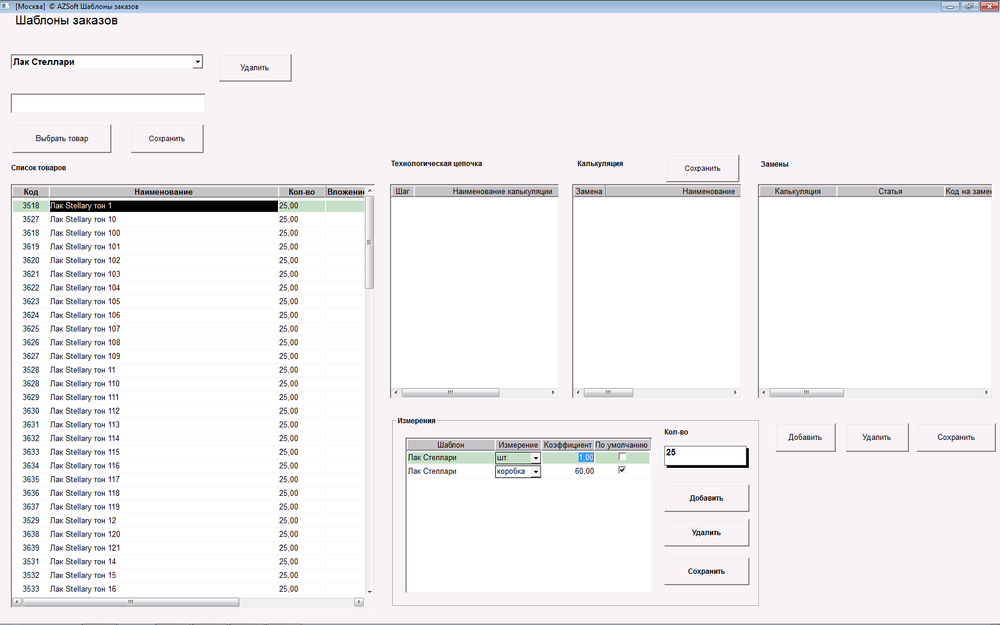 [Москва] © AZSoft Шаблоны заказов
Шаблоны заказов
Лак Стеллари
Удалить
Выбрать товар
Сохранить
Список товаров
Код Наименование Кол-во Вложение
3518 Лак Stellary тон 1 25,00
3527 Лак Stellary тон 10 25,00
3618 Лак Stellary тон 100 25,00
3619 Лак Stellary тон 101 25,00
3620 Лак Stellary тон 102 25,00
3621 Лак Stellary тон 103 25,00
3622 Лак Stellary тон 104 25,00
3623 Лак Stellary тон 105 25,00
3624 Лак Stellary тон 106 25,00
3625 Лак Stellary тон 107 25,00
3626 Лак Stellary тон 108 25,00
3627 Лак Stellary тон 109 25,00
3528 Лак Stellary тон 11 25,00
3628 Лак Stellary тон 110 25,00
3629 Лак Stellary тон 111 25,00
3630 Лак Stellary тон 112 25,00
3631 Лак Stellary тон 113 25,00
3632 Лак Stellary тон 114 25,00
3633 Лак Stellary тон 115 25,00
3634 Лак Stellary тон 116 25,00
3635 Лак Stellary тон 117 25,00
3636 Лак Stellary тон 118 25,00
3637 Лак Stellary тон 119 25,00
3529 Лак Stellary тон 12 25,00
3638 Лак Stellary тон 120 25,00
3639 Лак Stellary тон 121 25,00
3531 Лак Stellary тон 14 25,00
3532 Лак Stellary тон 15 25,00
3533 Лак Stellary тон 16 25,00
Технологическая цепочка
Шаг Наименование калькуляции
Калькуляция
Сохранить
Замена Наименование
Замены
Калькуляция Статья Код на замен
Измерения
Шаблон Измерение Коэффициент По умолчанию
Лак Стеллари шт. 1,00
Лак Стеллари коробка 60,00
Кол-во
25
Добавить
Удалить
Сохранить
Добавить
Удалить
Сохранить